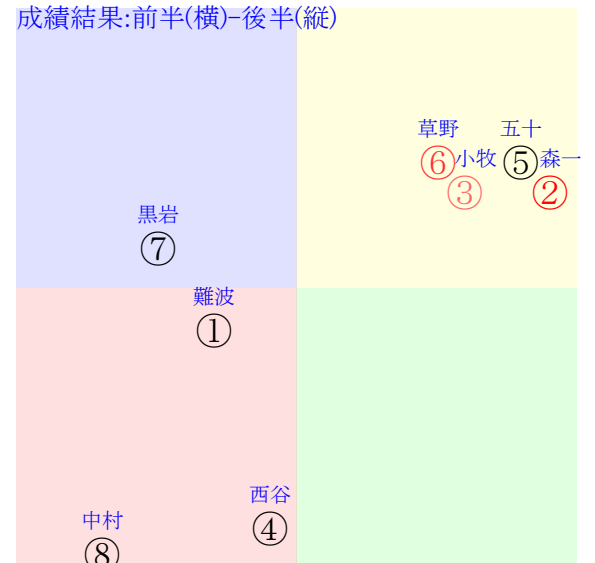 成績結果:前半(横)-後半(縦)
草野
五十
⑥
小牧
⑤
森一
③
②
黒岩
⑦
難波
①
西谷
④
中村
⑧